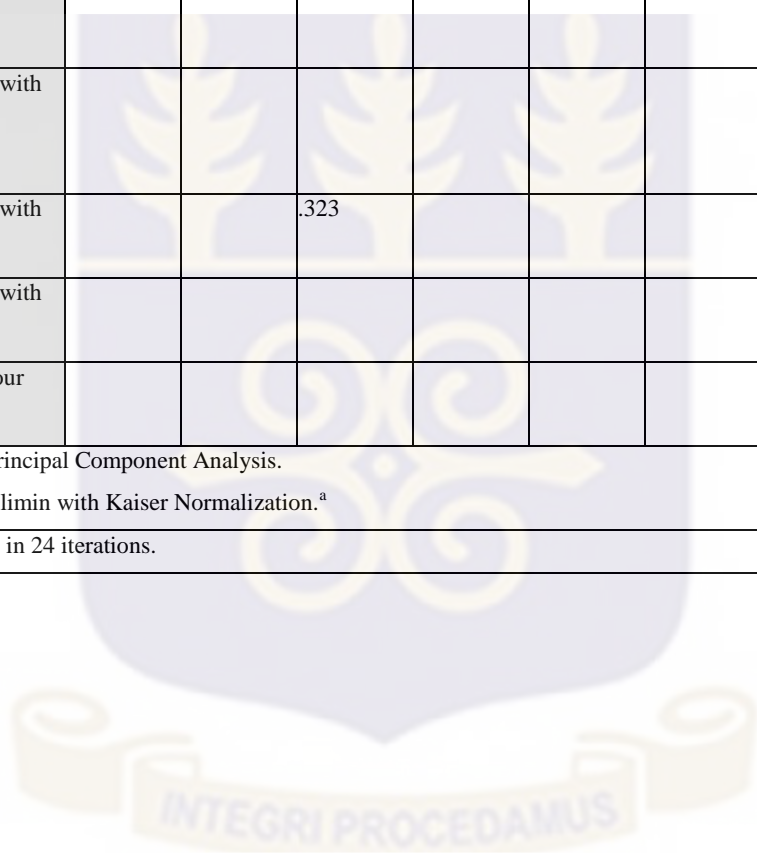 with
with
.323
with
our
rincipal Component Analysis.
limin with Kaiser Normalization.a
in 24 iterations.
INTEGRI PROCEDAMUS